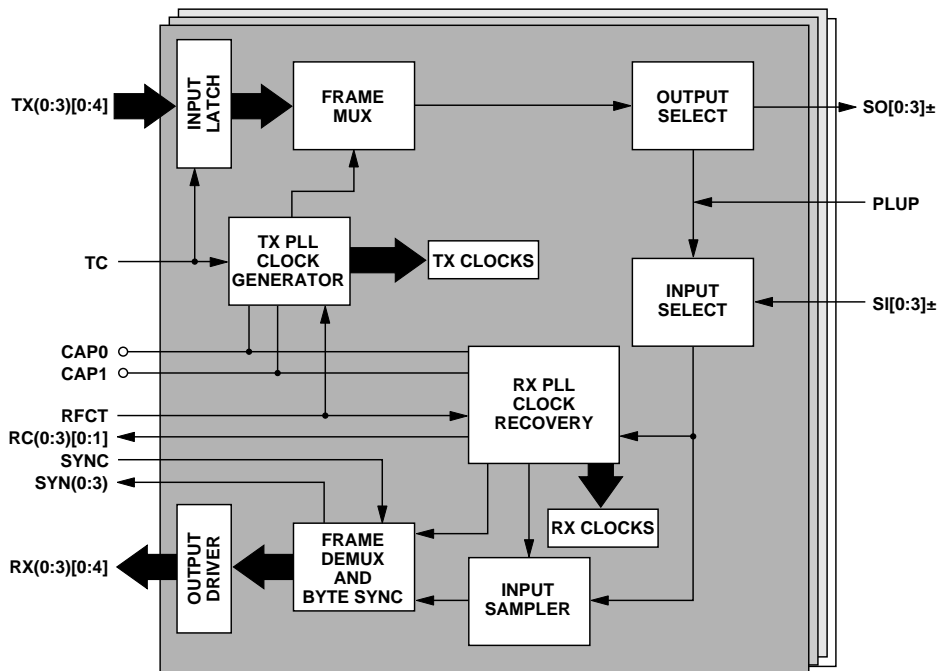 TX(0:3)[0:4]
INPUT
LATCH
FRAME
MUX
OUTPUT
SELECT
SO[0:3]±
PLUP
TC
TX PLL
CLOCK
GENERATOR
TX CLOCKS
INPUT
SELECT
SI[0:3]±
CAP0
CAP1
RFCT
RC(0:3)[0:1]
SYNC
SYN(0:3)
RX PLL
CLOCK
RECOVERY
RX CLOCKS
RX(0:3)[0:4]
OUTPUT
DRIVER
FRAME
DEMUX
AND
BYTE SYNC
INPUT
SAMPLER